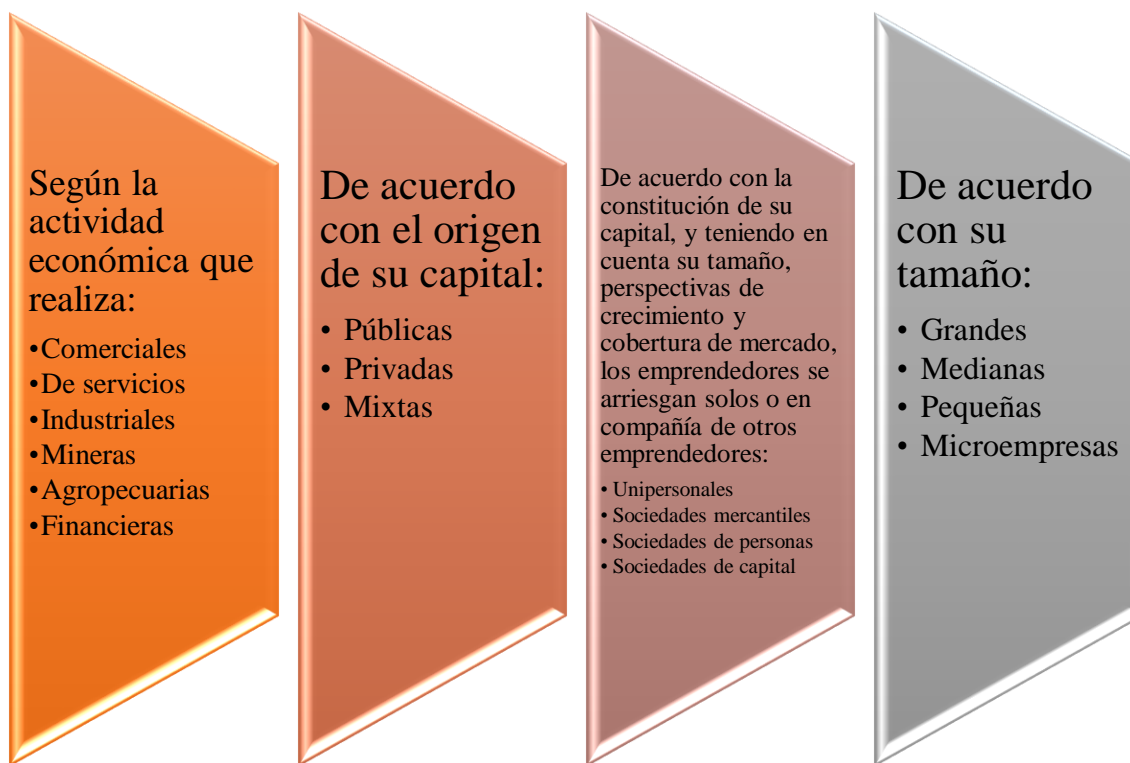 Según la
actividad
económica que
realiza:
•Comerciales
•De servicios
•Industriales
•Mineras
•Agropecuarias
•Financieras
De acuerdo
con el origen
de su capital:
• Públicas
• Privadas
• Mixtas
De acuerdo con la
constitución de su
capital, y teniendo en
cuenta su tamaño,
perspectivas de
crecimiento y
cobertura de mercado,
los emprendedores se
arriesgan solos o en
compañía de otros
emprendedores:
• Unipersonales
• Sociedades mercantiles
• Sociedades de personas
• Sociedades de capital
De acuerdo
con su
tamaño:
• Grandes
• Medianas
• Pequeñas
• Microempresas